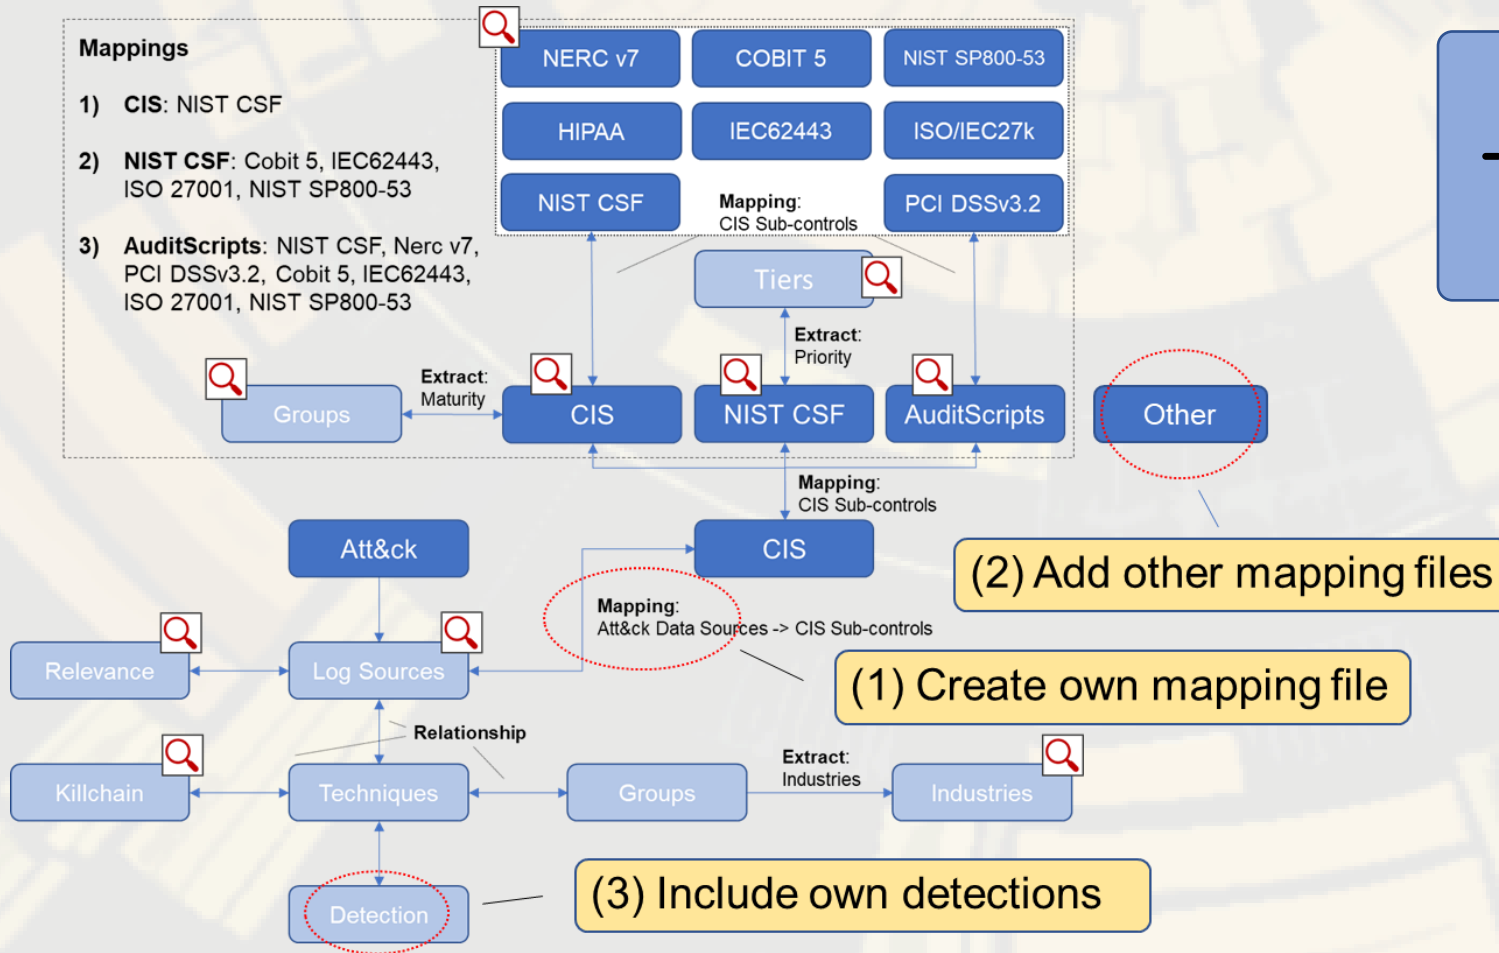 Mappings
1) CIS: NIST CSF
2) NIST CSF: Cobit 5, IEC62443,
ISO 27001, NIST SP800-53
3) AuditScripts: NIST CSF, Nerc v7,
PCI DSSv3.2, Cobit 5, IEC62443,
ISO 27001, NIST SP800-53
NERC v7
COBIT 5
NIST SP800-53
HIPAA
IEC62443
ISO/IEC27k
NIST CSF
Mapping:
CIS Sub-controls
PCI DSSv3.2
Tiers
Extract:
Priority
Groups
Extract:
Maturity
CIS
NIST CSF
AuditScripts
Other
Mapping:
CIS Sub-controls
Att&ck
CIS
(2) Add other mapping files
Mapping:
Att&ck Data Sources -> CIS Sub-controls
Relevance
Log Sources
(1) Create own mapping file
Relationship
Killchain
Techniques
Groups
Extract:
Industries
Industries
Detection
(3) Include own detections